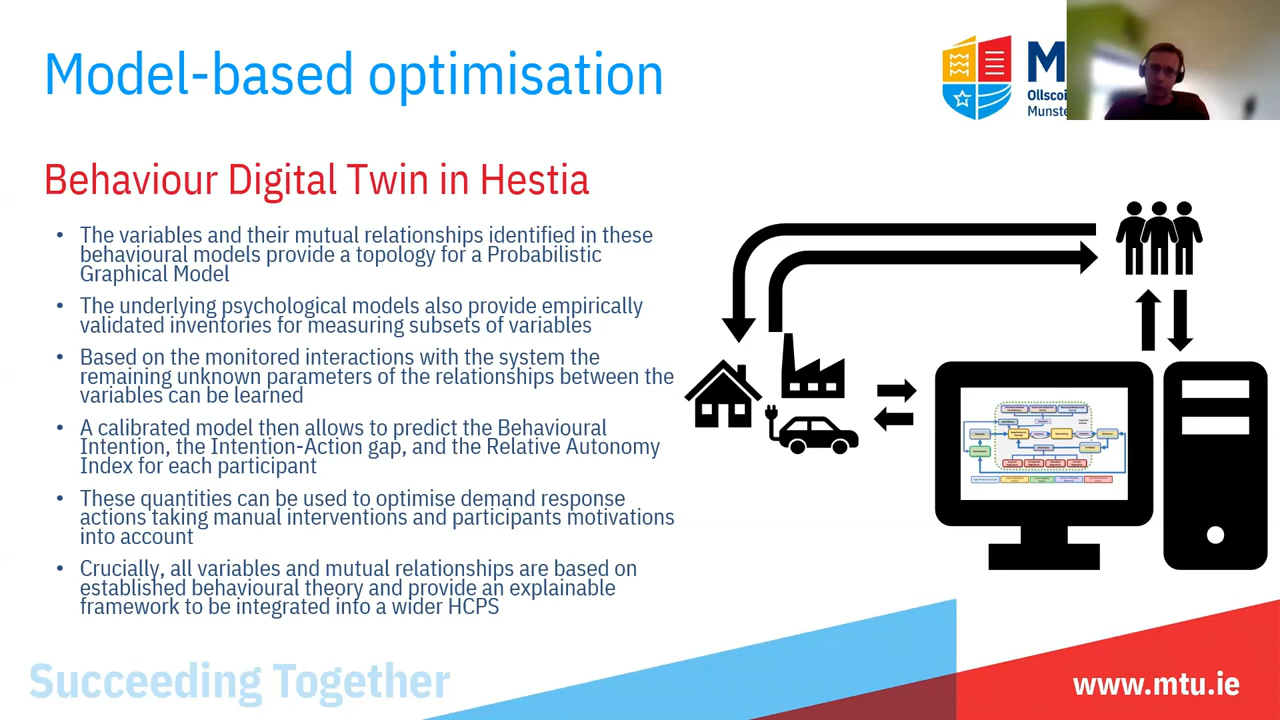 Model-based optimisation
M
Ollscoi
Munste
Behaviour Digital Twin in Hestia
• The variables and their mutual relationships identified in these
behavioural models provide a topology for a Probabilistic
Graphical Model
• The underlying psychological models also provide empirically
validated inventories for measuring subsets of variables
• Based on the monitored interactions with the system the
remaining unknown parameters of the relationships between the
variables can be learned
• A calibrated model then allows to predict the Behavioural
Intention, the Intention-Action gap, and the Relative Autonomy
Index for each participant
• These quantities can be used to optimise demand response
actions taking manual interventions and participants motivations
into account
• Crucially, all variables and mutual relationships are based on
established behavioural theory and provide an explainable
framework to be integrated into a wider HCPS
Succeeding Together
www.mtu.ie